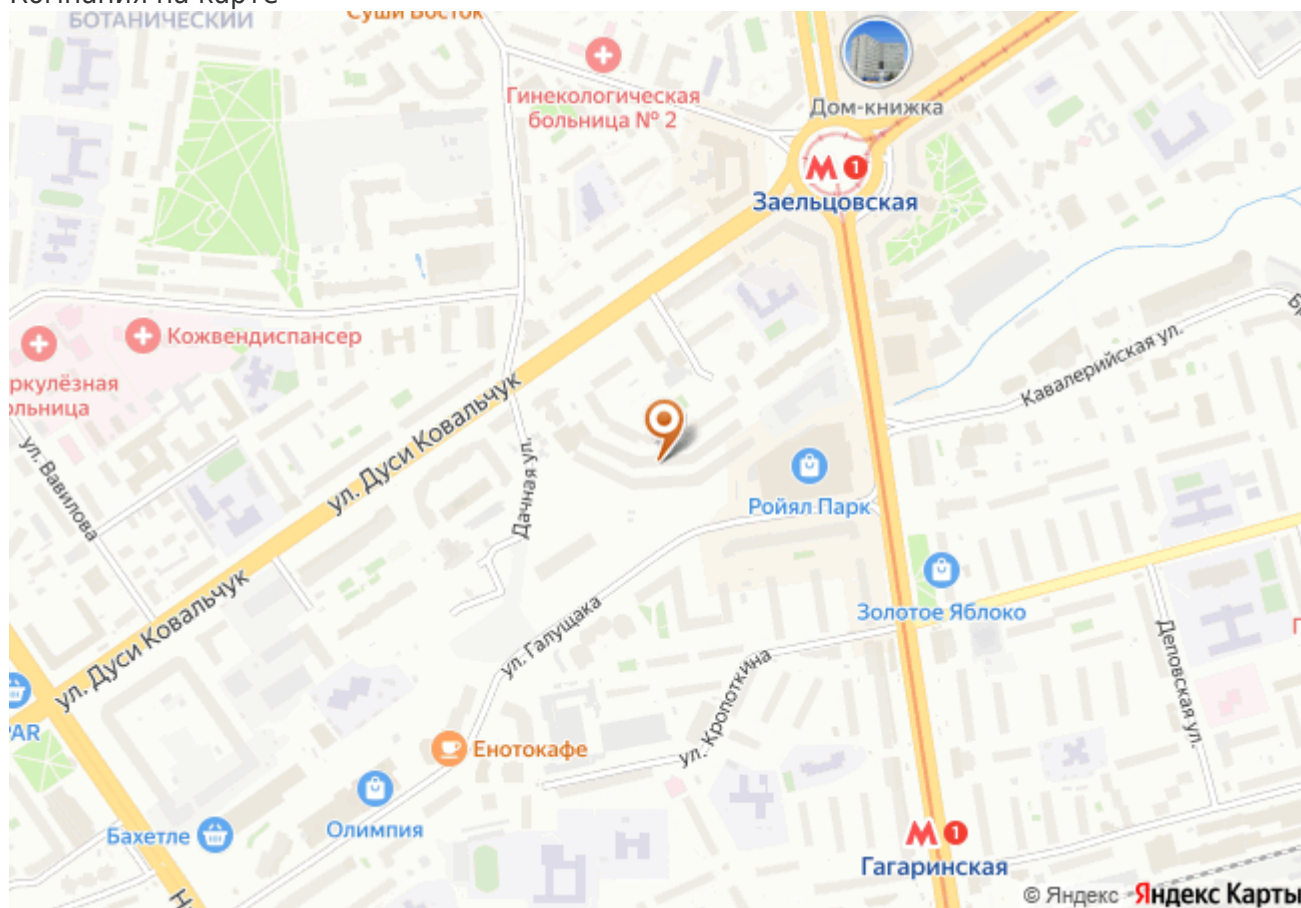 БОТАНИЧЕСКИЙ
Суши Восток
Гинекологическая
больница № 2
Дом-книжка
М 1
Заельцовская
Кожвендиспансер
ркулёзная
ольница
ул. Вавилова
ул. Дуси Ковальчук
Дачная ул.
Кавалерийская ул.
Ройял Парк
Золотое Яблоко
ул. Дуси Ковальчук
ул. Галущака
ул. Кропоткина
Деповская ул.
PAR
Енотокафе
Олимпия
Бахетле
М 1
Гагаринская
© Яндекс Яндекс Карты